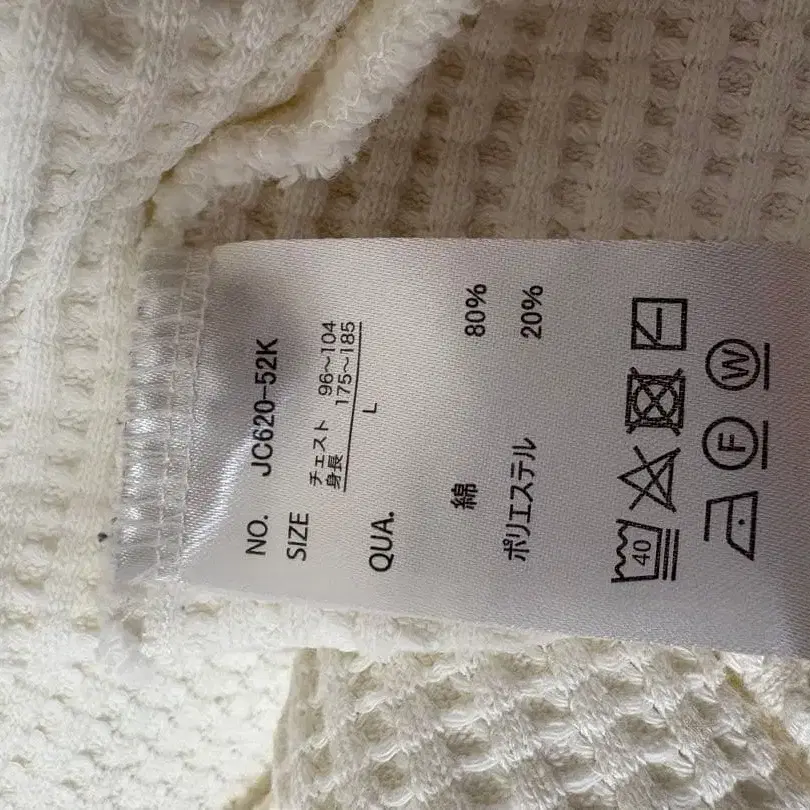 NO. JC620-52K
SIZE チェスト 96~104
身長 175~185
L
QUA.
綿 80%
ポリエステル 20%
40
F W